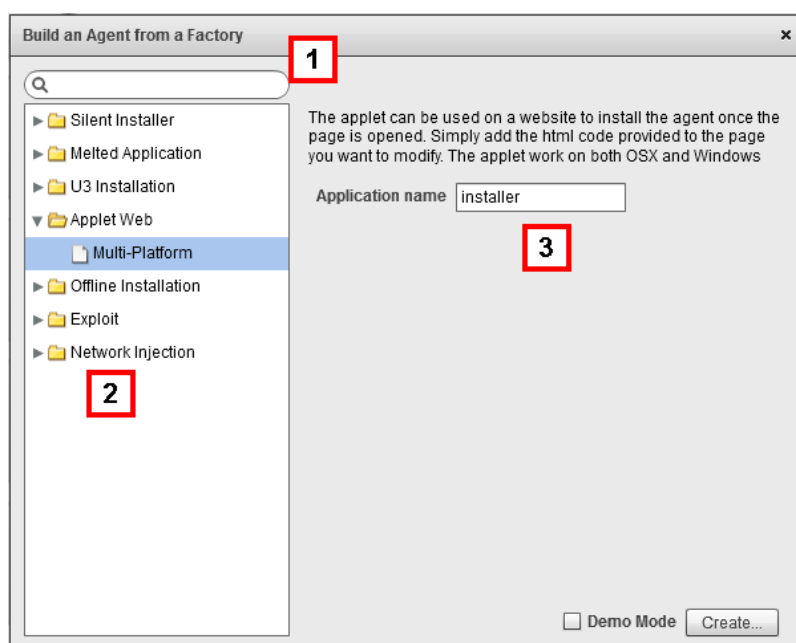 Build an Agent from a Factory
1
Silent Installer
Melted Application
U3 Installation
Applet Web
Multi-Platform
Offline Installation
Exploit
Network Injection
2
The applet can be used on a website to install the agent once the
page is opened. Simply add the html code provided to the page
you want to modify. The applet work on both OSX and Windows
Application name installer
3
Demo Mode Create...